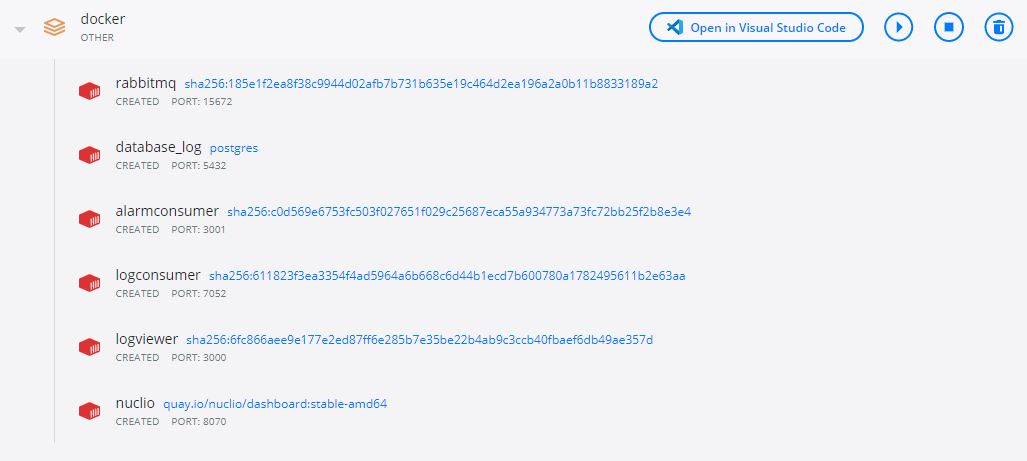 docker
OTHER
Open in Visual Studio Code
rabbitmq sha256:185e1f2ea8f38c9944d02afb7b731b635e19c464d2ea196a2a0b11b8833189a2
CREATED PORT: 15672
database_log postgres
CREATED PORT: 5432
alarmconsumer sha256:c0d569e6753fc503f027651f029c25687eca55a934773a73fc72bb25f2b8e3e4
CREATED PORT: 3001
logconsumer sha256:611823f3ea3354f4ad5964a6b668c6d44b1ecd7b600780a1782495611b2e63aa
CREATED PORT: 7052
logviewer sha256:6fc866aee9e177e2ed87ff6e285b7e35be22b4ab9c3ccb40fbaef6db49ae357d
CREATED PORT: 3000
nuclio quay.io/nuclio/dashboard:stable-amd64
CREATED PORT: 8070